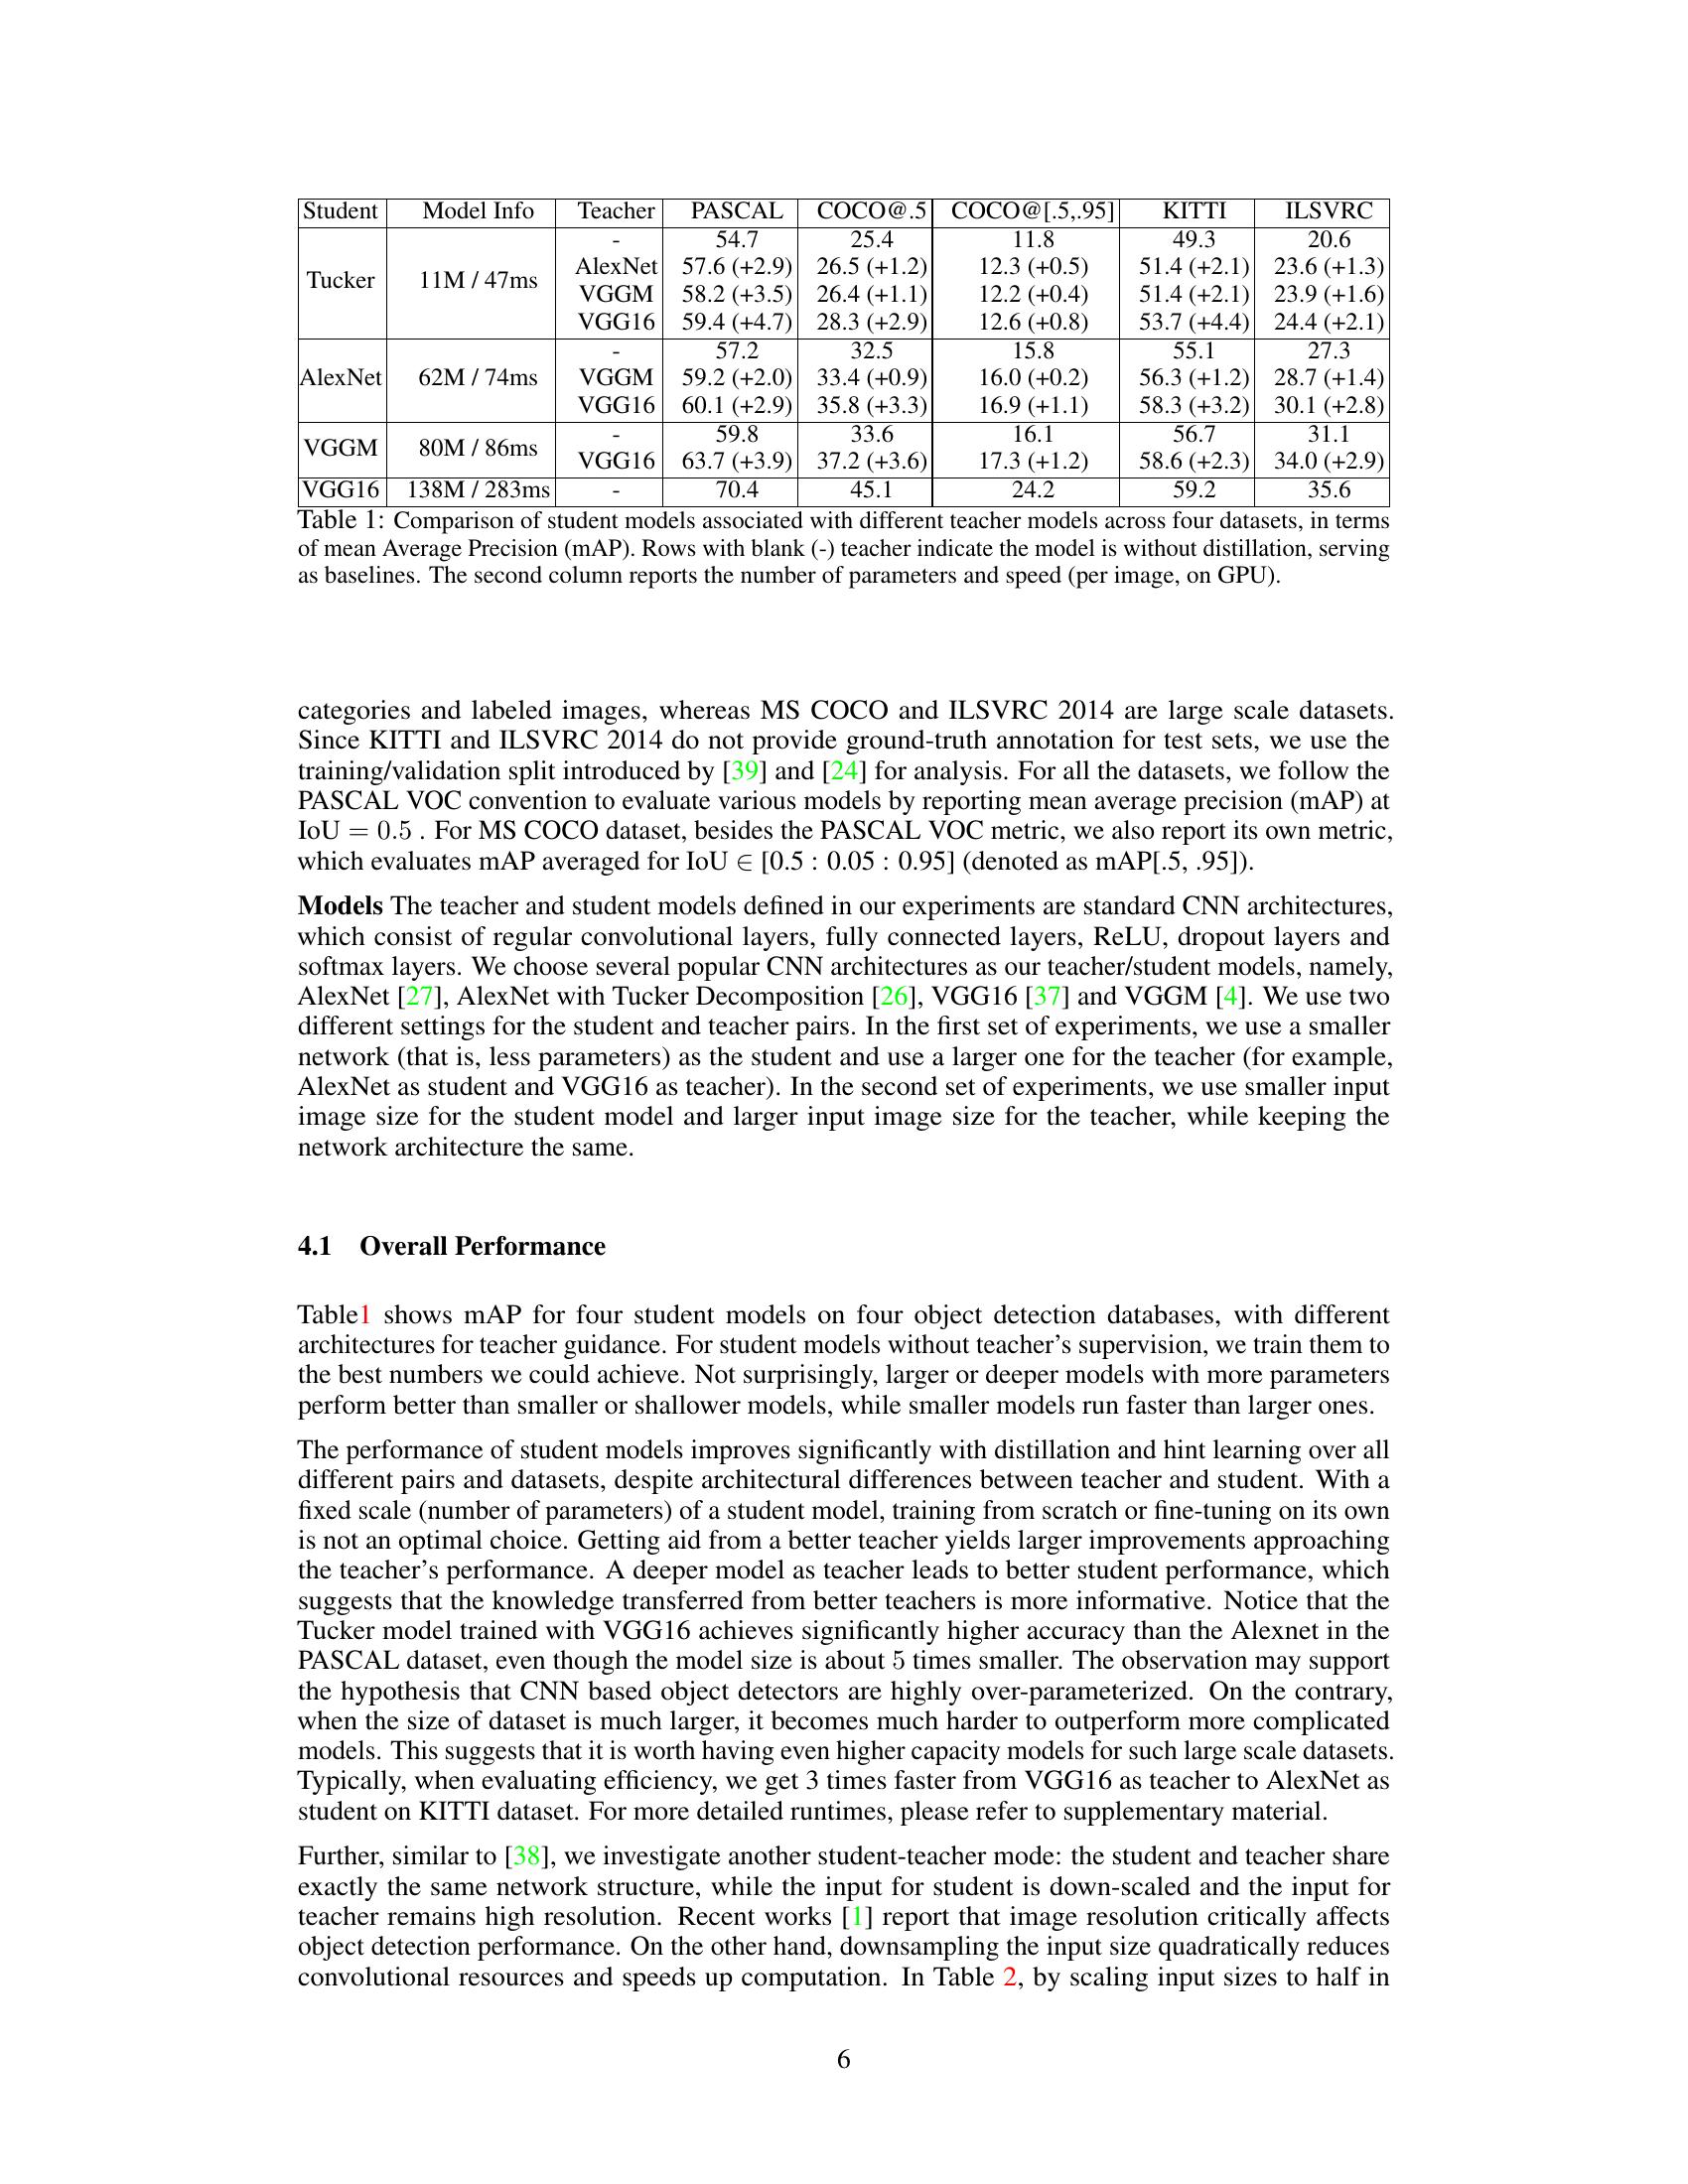 Student Model Info Teacher PASCAL COCO@.5 COCO@[.5,.95] KITTI ILSVRC
Tucker 11M / 47ms - 54.7 25.4 11.8 49.3 20.6
AlexNet 57.6 (+2.9) 26.5 (+1.2) 12.3 (+0.5) 51.4 (+2.1) 23.6 (+1.3)
VGGM 58.2 (+3.5) 26.4 (+1.1) 12.2 (+0.4) 51.4 (+2.1) 23.9 (+1.6)
VGG16 59.4 (+4.7) 28.3 (+2.9) 12.6 (+0.8) 53.7 (+4.4) 24.4 (+2.1)
AlexNet 62M / 74ms - 57.2 32.5 15.8 55.1 27.3
VGGM 59.2 (+2.0) 33.4 (+0.9) 16.0 (+0.2) 56.3 (+1.2) 28.7 (+1.4)
VGG16 60.1 (+2.9) 35.8 (+3.3) 16.9 (+1.1) 58.3 (+3.2) 30.1 (+2.8)
VGGM 80M / 86ms - 59.8 33.6 16.1 56.7 31.1
VGG16 63.7 (+3.9) 37.2 (+3.6) 17.3 (+1.2) 58.6 (+2.3) 34.0 (+2.9)
VGG16 138M / 283ms - 70.4 45.1 24.2 59.2 35.6
Table 1: Comparison of student models associated with different teacher models across four datasets, in terms
of mean Average Precision (mAP). Rows with blank (-) teacher indicate the model is without distillation, serving
as baselines. The second column reports the number of parameters and speed (per image, on GPU).
categories and labeled images, whereas MS COCO and ILSVRC 2014 are large scale datasets.
Since KITTI and ILSVRC 2014 do not provide ground-truth annotation for test sets, we use the
training/validation split introduced by [39] and [24] for analysis. For all the datasets, we follow the
PASCAL VOC convention to evaluate various models by reporting mean average precision (mAP) at
IoU = 0.5 . For MS COCO dataset, besides the PASCAL VOC metric, we also report its own metric,
which evaluates mAP averaged for IoU ∈ [0.5 : 0.05 : 0.95] (denoted as mAP[.5, .95]).
Models The teacher and student models defined in our experiments are standard CNN architectures,
which consist of regular convolutional layers, fully connected layers, ReLU, dropout layers and
softmax layers. We choose several popular CNN architectures as our teacher/student models, namely,
AlexNet [27], AlexNet with Tucker Decomposition [26], VGG16 [37] and VGGM [4]. We use two
different settings for the student and teacher pairs. In the first set of experiments, we use a smaller
network (that is, less parameters) as the student and use a larger one for the teacher (for example,
AlexNet as student and VGG16 as teacher). In the second set of experiments, we use smaller input
image size for the student model and larger input image size for the teacher, while keeping the
network architecture the same.
4.1 Overall Performance
Table1 shows mAP for four student models on four object detection databases, with different
architectures for teacher guidance. For student models without teacher's supervision, we train them to
the best numbers we could achieve. Not surprisingly, larger or deeper models with more parameters
perform better than smaller or shallower models, while smaller models run faster than larger ones.
The performance of student models improves significantly with distillation and hint learning over all
different pairs and datasets, despite architectural differences between teacher and student. With a
fixed scale (number of parameters) of a student model, training from scratch or fine-tuning on its own
is not an optimal choice. Getting aid from a better teacher yields larger improvements approaching
the teacher's performance. A deeper model as teacher leads to better student performance, which
suggests that the knowledge transferred from better teachers is more informative. Notice that the
Tucker model trained with VGG16 achieves significantly higher accuracy than the Alexnet in the
PASCAL dataset, even though the model size is about 5 times smaller. The observation may support
the hypothesis that CNN based object detectors are highly over-parameterized. On the contrary,
when the size of dataset is much larger, it becomes much harder to outperform more complicated
models. This suggests that it is worth having even higher capacity models for such large scale datasets.
Typically, when evaluating efficiency, we get 3 times faster from VGG16 as teacher to AlexNet as
student on KITTI dataset. For more detailed runtimes, please refer to supplementary material.
Further, similar to [38], we investigate another student-teacher mode: the student and teacher share
exactly the same network structure, while the input for student is down-scaled and the input for
teacher remains high resolution. Recent works [1] report that image resolution critically affects
object detection performance. On the other hand, downsampling the input size quadratically reduces
convolutional resources and speeds up computation. In Table 2, by scaling input sizes to half in
6